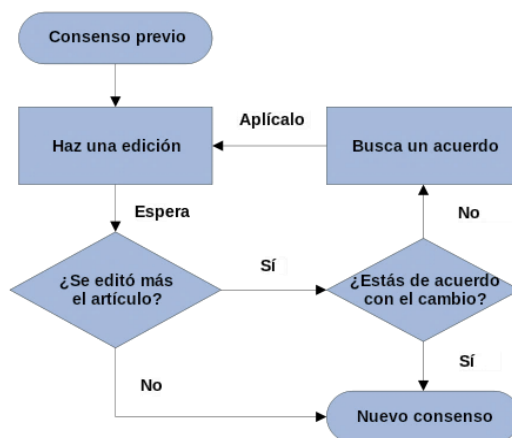 Consenso previo
Aplícalo
Haz una edición
Busca un acuerdo
Espera
No
¿Se editó más
el artículo?
Sí
¿Estás de acuerdo
con el cambio?
No
Sí
Nuevo consenso